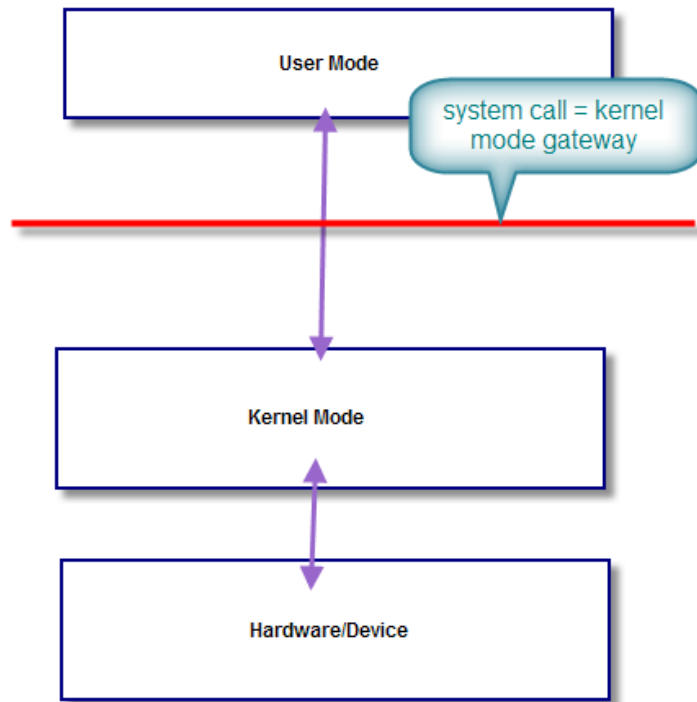 User Mode
system call = kernel
mode gateway
Kernel Mode
Hardware/Device